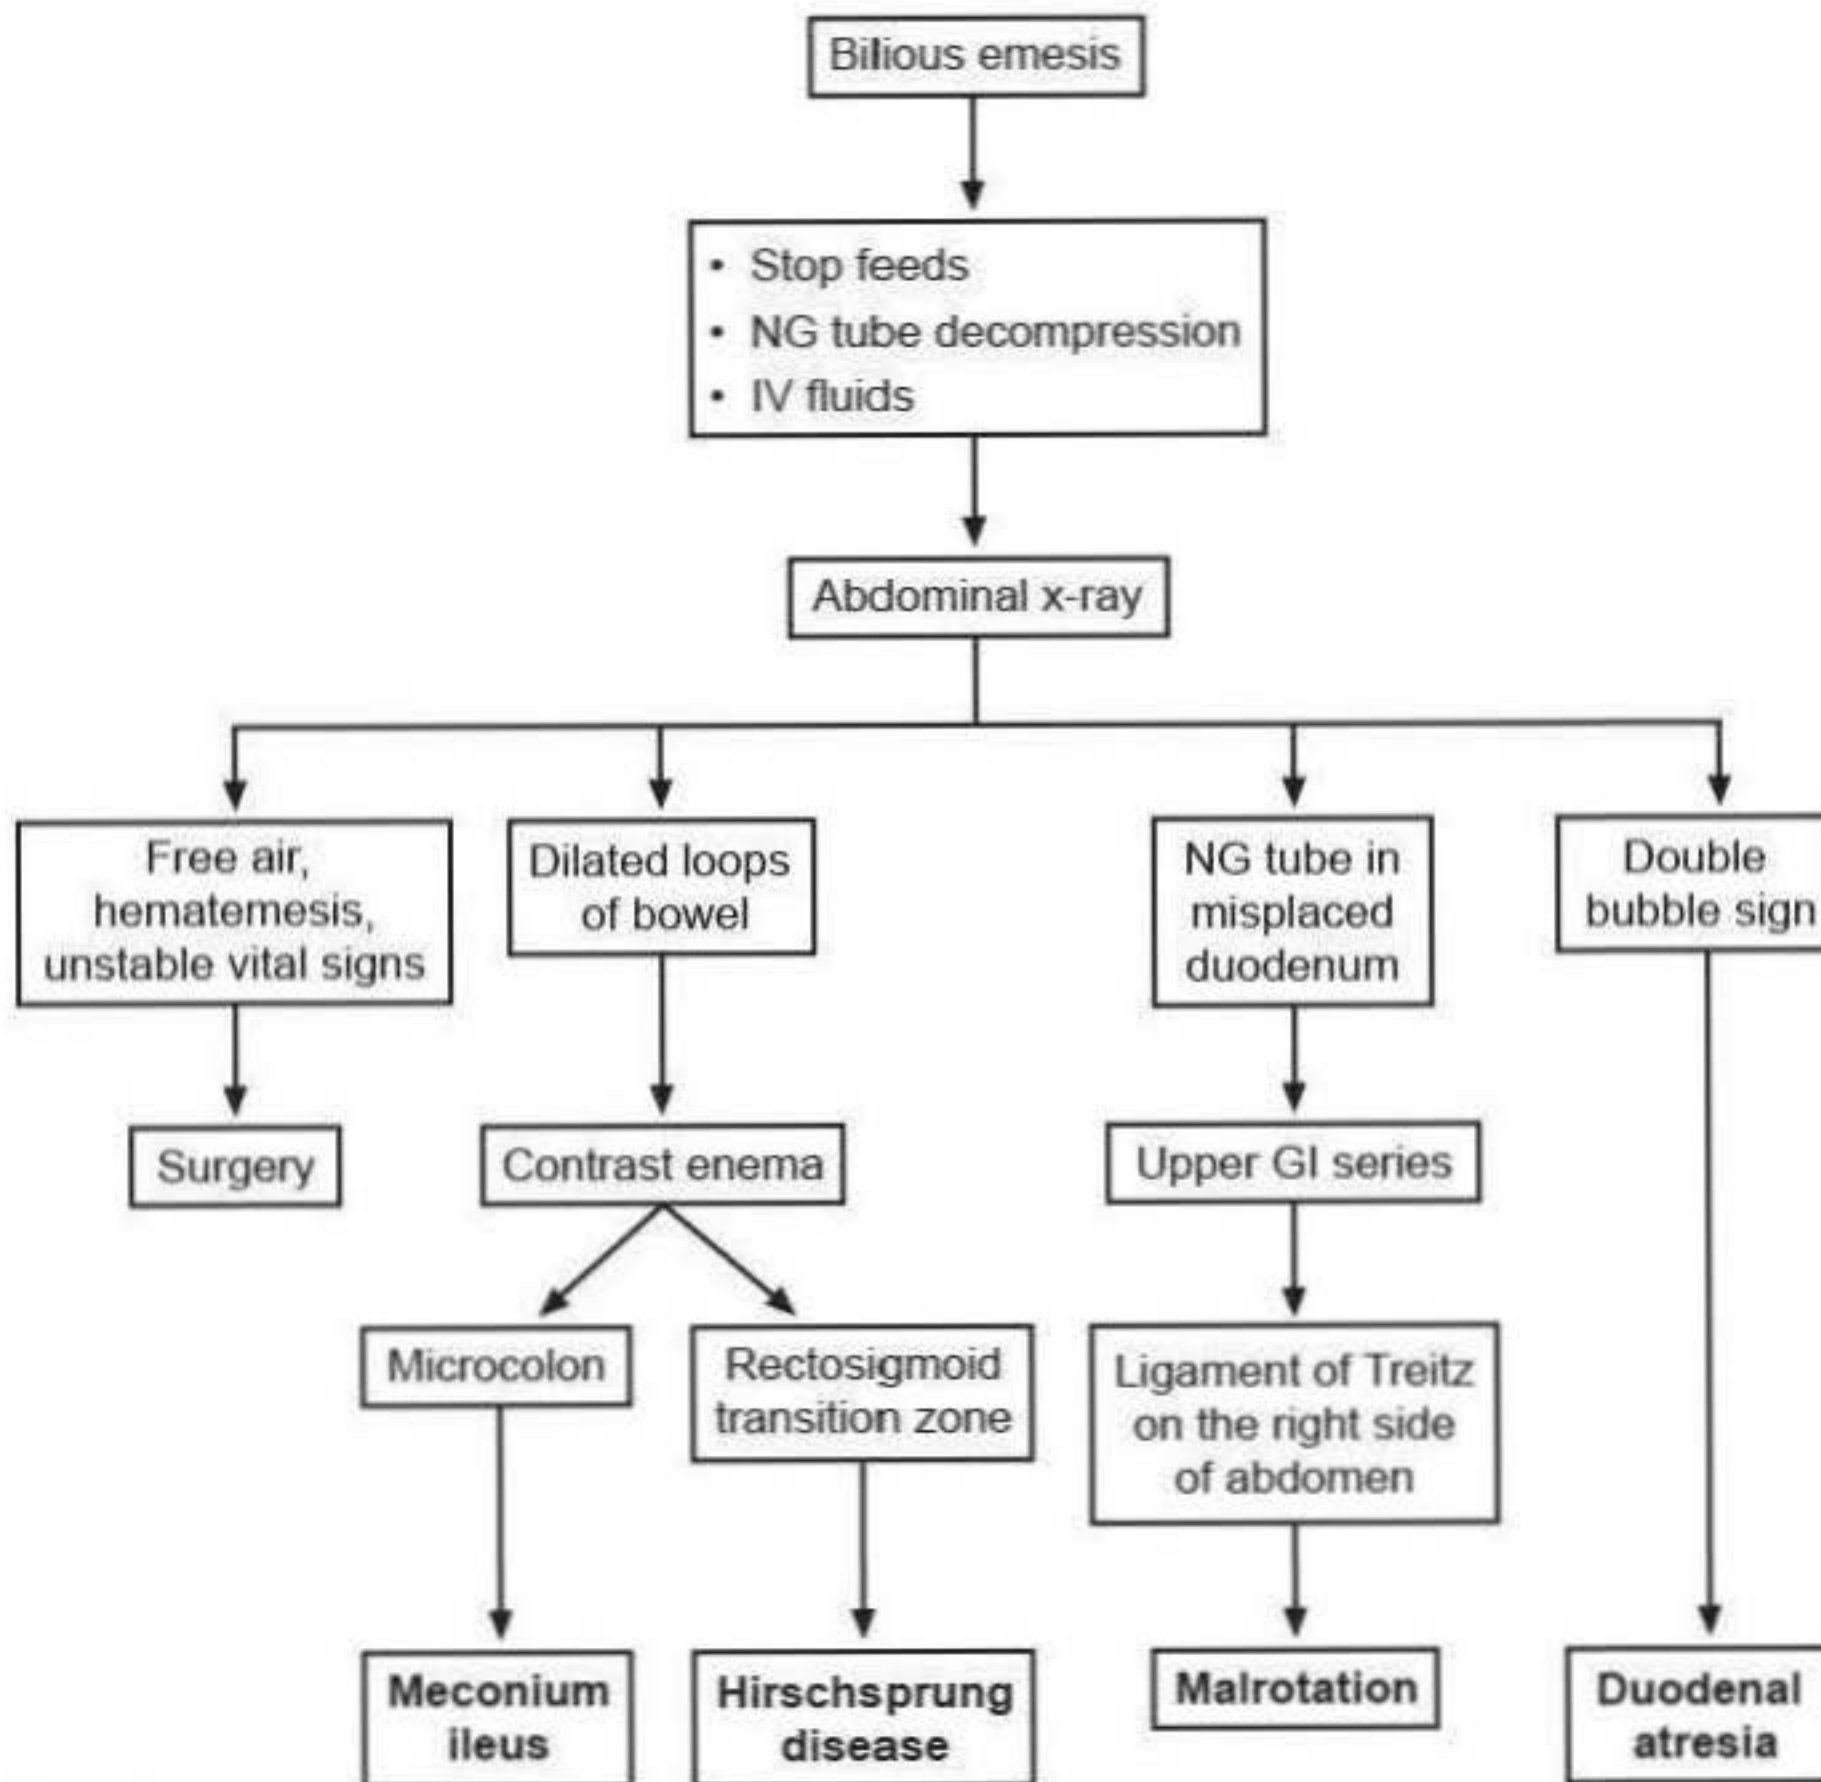 Bilious emesis
• Stop feeds
• NG tube decompression
• IV fluids
Abdominal x-ray
Free air,
hematemesis,
unstable vital signs
Dilated loops
of bowel
NG tube in
misplaced
duodenum
Double
bubble sign
Surgery
Contrast enema
Upper GI series
Microcolon
Rectosigmoid
transition zone
Ligament of Treitz
on the right side
of abdomen
Meconium
ileus
Hirschsprung
disease
Malrotation
Duodenal
atresia